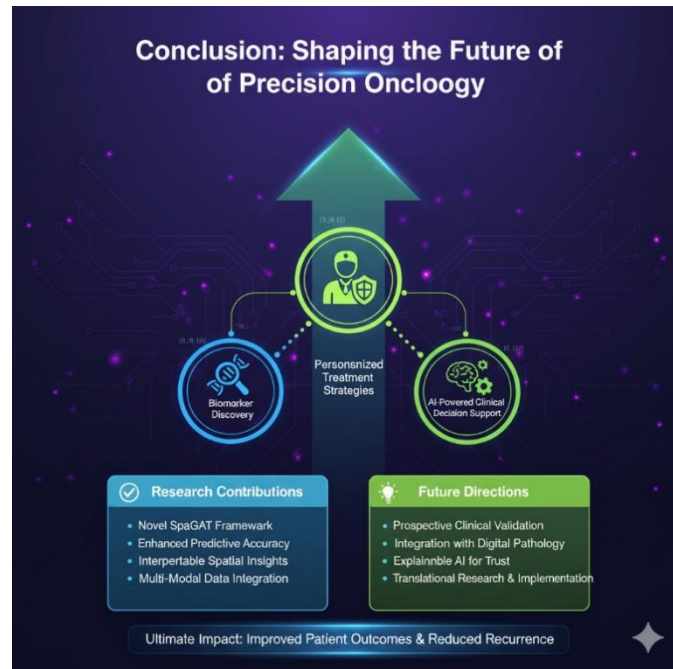 Conclusion: Shaping the Future of
of Precision Oncloogy
Biomarker
Discovery
Personsnized
Treatment
Strategies
AI-Powered Clinical
Decision Support
Research Contributions
• Novel SpaGAT Framewark
• Enhanced Predictive Accuracy
• Interpertable Spatial Insights
• Multi-Modal Data Integration
Future Directions
• Prospective Clinical Validation
• Integration with Digital Pathology
• Explainnble AI for Trust
• Translational Research & Implementation
Ultimate Impact: Improved Patient Outcomes & Reduced Recurrence